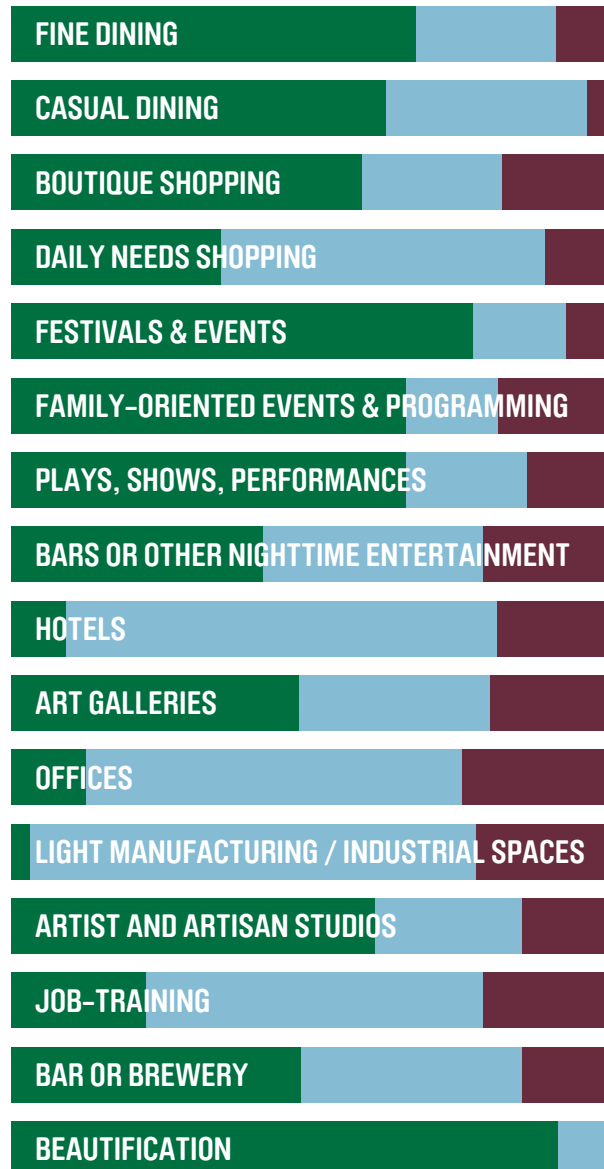 FINE DINING
CASUAL DINING
BOUTIQUE SHOPPING
DAILY NEEDS SHOPPING
FESTIVALS & EVENTS
FAMILY-ORIENTED EVENTS & PROGRAMMING
PLAYS, SHOWS, PERFORMANCES
BARS OR OTHER NIGHTTIME ENTERTAINMENT
HOTELS
ART GALLERIES
OFFICES
LIGHT MANUFACTURING / INDUSTRIAL SPACES
ARTIST AND ARTISAN STUDIOS
JOB-TRAINING
BAR OR BREWERY
BEAUTIFICATION